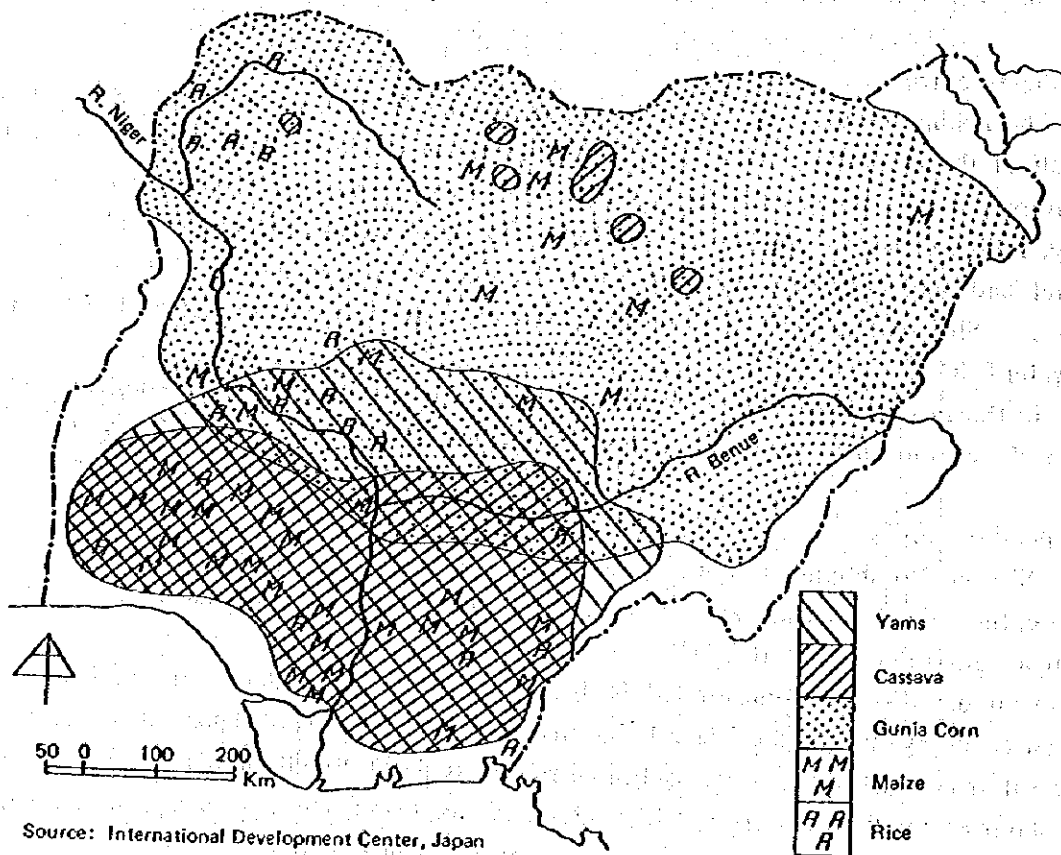 R. Niger
R. Benue
Yams
Cassava
Gunia Corn
M M
M
Maize
R R
R
Rice
50 0 100 200
Km
Source: International Development Center, Japan